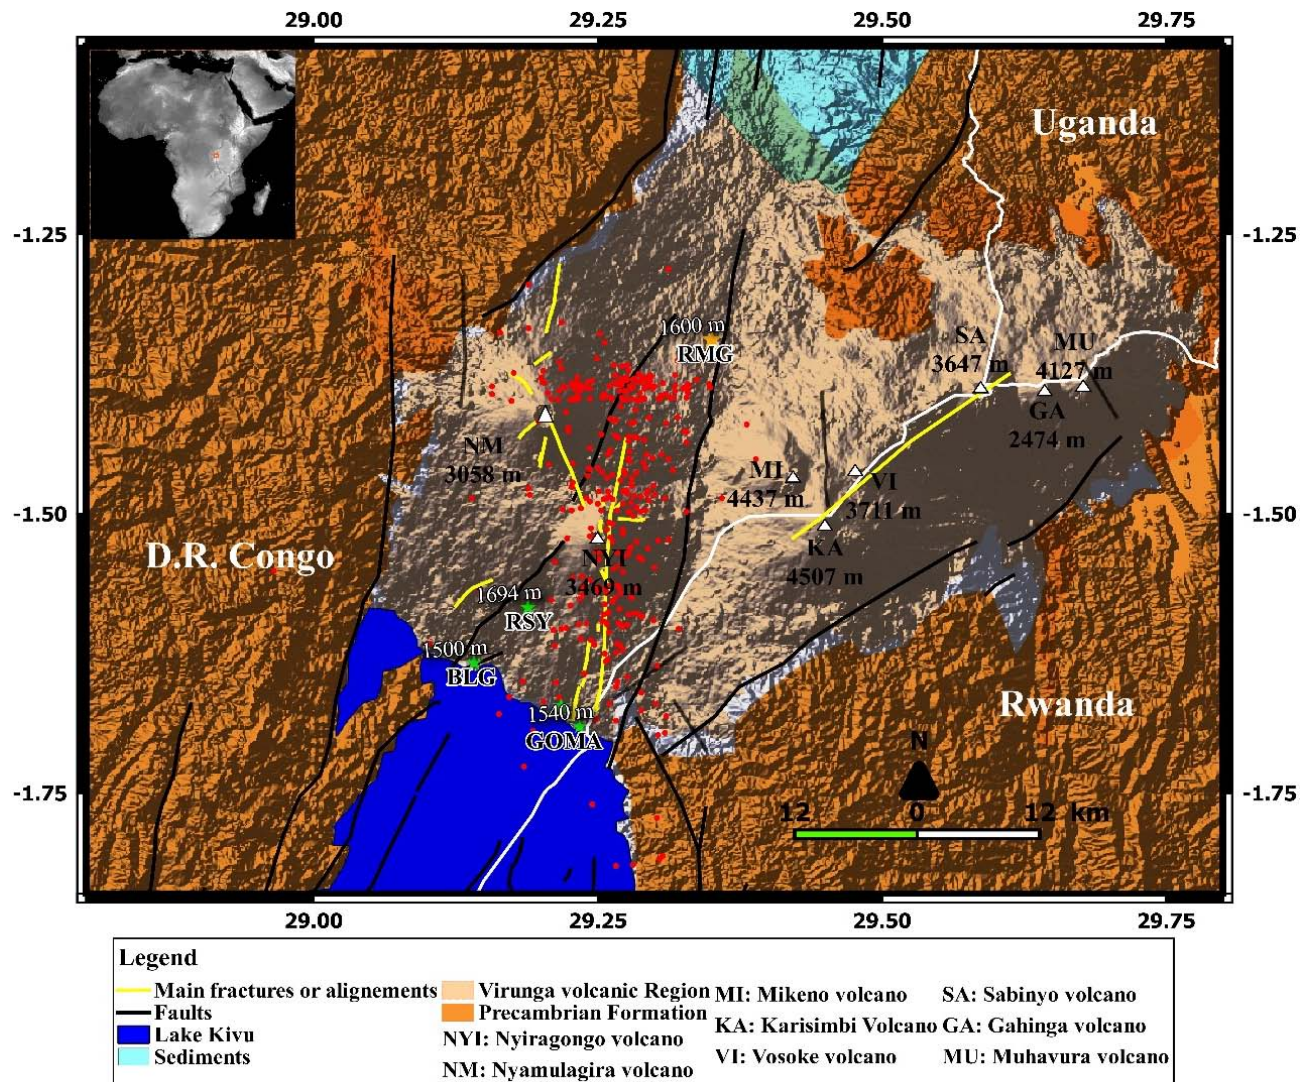 29.00 29.25 29.50 29.75
Uganda
-1.25 -1.25
1600 m
RMG
SA
3647 m
MU
4127 m
GA
2474 m
NM
3058 m
MI
4437 m
VI
3711 m
-1.50 -1.50
D.R. Congo
NYI
3469 m
KA
4507 m
1694 m
RSY
1500 m
BLG
1540 m
GOMA
Rwanda
N
-1.75 -1.75
12 0 12 km
29.00 29.25 29.50 29.75
Legend
Main fractures or alignements
Faults
Lake Kivu
Sediments
Virunga volcanic Region
Precambrian Formation
NYI: Nyiragongo volcano
NM: Nyamulagira volcano
MI: Mikeno volcano
KA: Karisimbi Volcano
VI: Vosoke volcano
SA: Sabinyo volcano
GA: Gahinga volcano
MU: Muhavura volcano